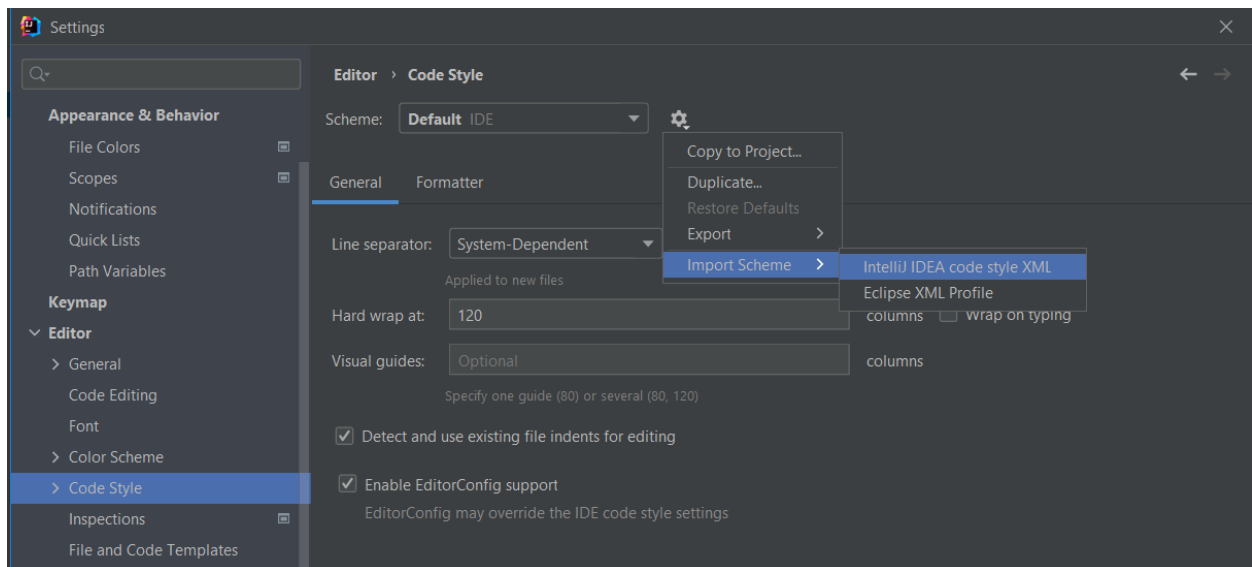 Settings
Editor › Code Style
Appearance & Behavior
Scheme: Default IDE
File Colors
Copy to Project...
Scopes
General Formatter
Duplicate...
Notifications
Restore Defaults
Quick Lists
Line separator: System-Dependent
Export
Path Variables
Import Scheme
IntelliJ IDEA code style XML
Applied to new files
Eclipse XML Profile
Keymap
Hard wrap at: 120 columns Wrap on typing
Editor
General
Visual guides: Optional columns
Code Editing
Specify one guide (80) or several (80, 120)
Font
Detect and use existing file indents for editing
Color Scheme
Code Style
Enable EditorConfig support
Inspections
EditorConfig may override the IDE code style settings
File and Code Templates